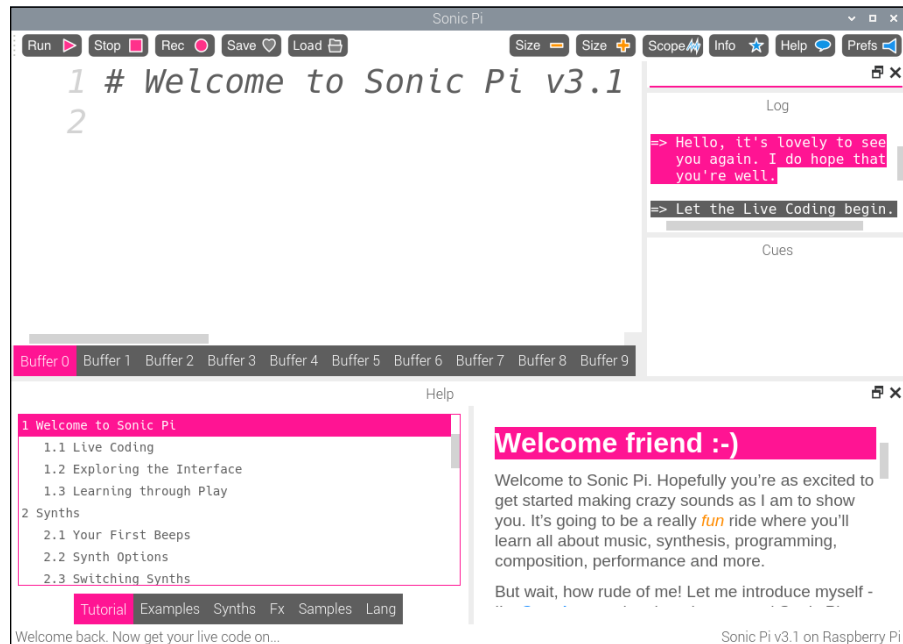 Sonic Pi
Run Stop Rec Save Load Size Size Scope Info Help Prefs
1 # Welcome to Sonic Pi v3.1
2
Log
=> Hello, it's lovely to see
you again. I do hope that
you're well.
=> Let the Live Coding begin.
Cues
Buffer 0 Buffer 1 Buffer 2 Buffer 3 Buffer 4 Buffer 5 Buffer 6 Buffer 7 Buffer 8 Buffer 9
Help
1 Welcome to Sonic Pi
1.1 Live Coding
1.2 Exploring the Interface
1.3 Learning through Play
2 Synths
2.1 Your First Beeps
2.2 Synth Options
2.3 Switching Synths
Tutorial Examples Synths Fx Samples Lang
Welcome friend :-)
Welcome to Sonic Pi. Hopefully you're as excited to
get started making crazy sounds as I am to show
you. It's going to be a really fun ride where you'll
learn all about music, synthesis, programming,
composition, performance and more.
But wait, how rude of me! Let me introduce myself -
Welcome back. Now get your live code on...
Sonic Pi v3.1 on Raspberry Pi